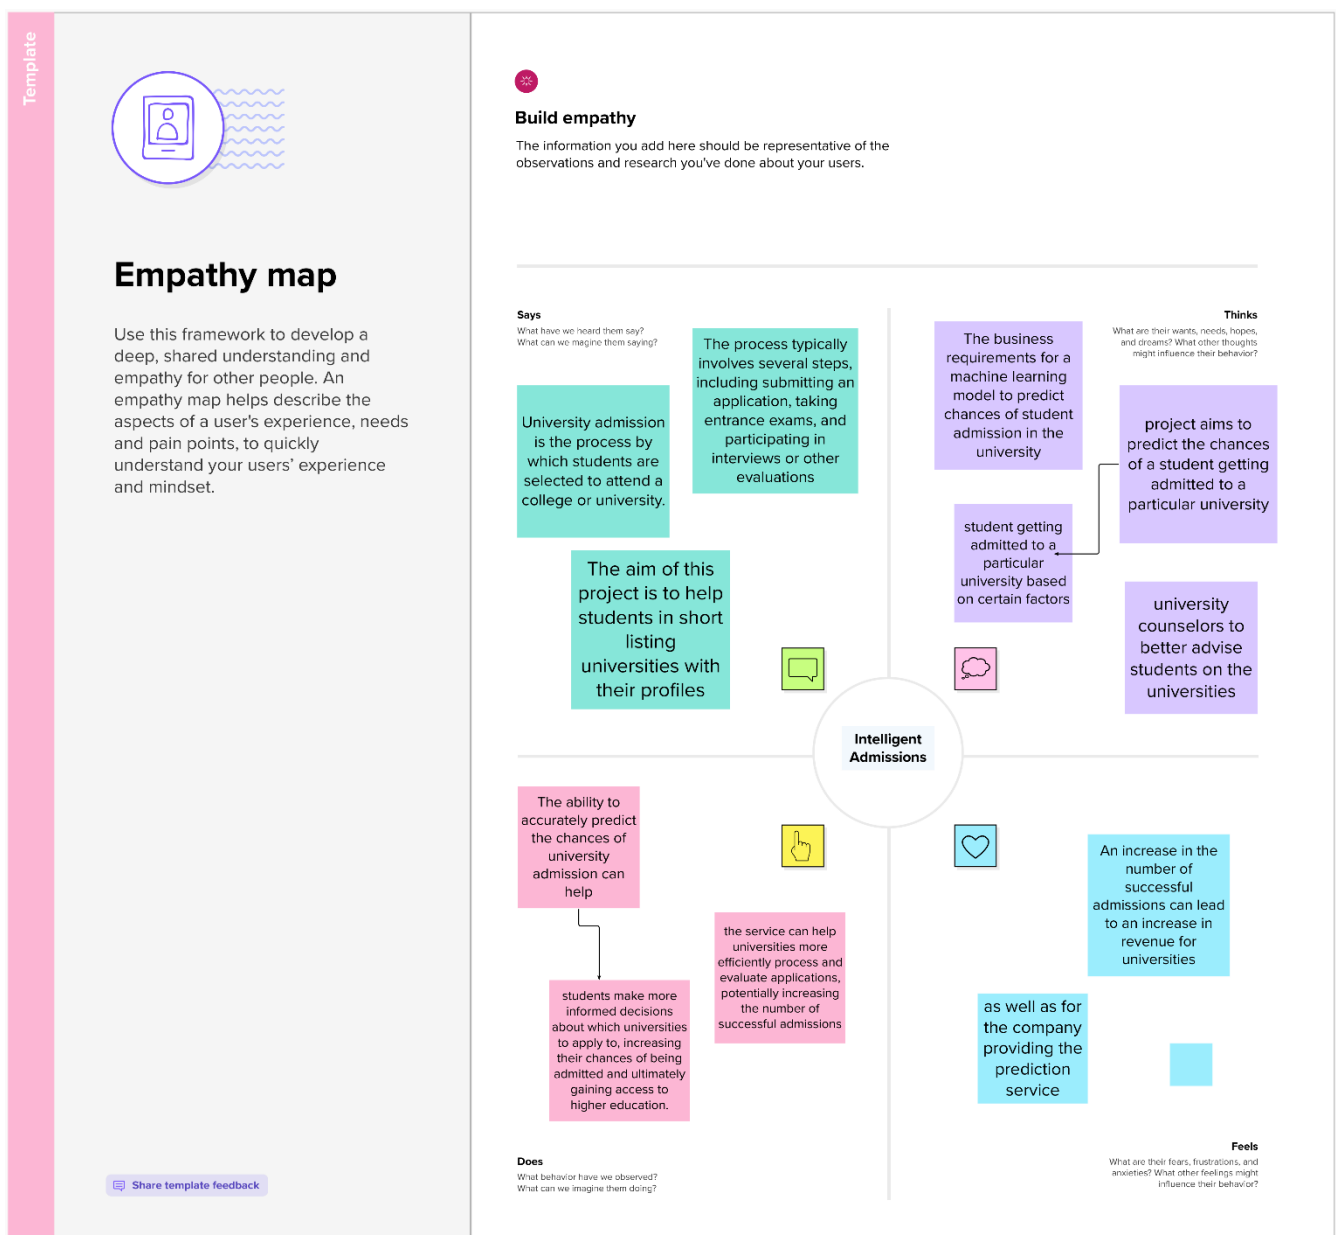 Template
Empathy map
Use this framework to develop a
deep, shared understanding and
empathy for other people. An
empathy map helps describe the
aspects of a user's experience, needs
and pain points, to quickly
understand your users’ experience
and mindset.
Share template feedback
Build empathy
The information you add here should be representative of the
observations and research you've done about your users.
Says
What have we heard them say?
What can we magine them saying?
University admission
is the process by
which students are
selected to attend a
college or university.
The process typically
involves several steps,
including submitting an
application, taking
entrance exams, and
participating in
interviews or other
evaluations
The aim of this
project is to help
students in short
listing
universities with
their profiles
Thinks
What are their wants, needs, hopes,
and dreams? What other thoughts
might influence their behavior?
The business
requirements for a
machine learning
model to predict
chances of student
admission in the
university
project aims to
predict the chances
of a student getting
admitted to a
particular university
student getting
admitted to a
particular
university based
on certain factors
university
counselors to
better advise
students on the
universities
Intelligent
Admissions
The ability to
accurately predict
the chances of
university
admission can
help
students make more
informed decisions
about which universities
to apply to, increasing
their chances of being
admitted and ultimately
gaining access to
higher education.
the service can help
universities more
efficiently process and
evaluate applications,
potentially increasing
the number of
successful admissions
Does
What behavior have we observed?
What can we imagine them doing?
An increase in the
number of
successful
admissions can lead
to an increase in
revenue for
universities
as well as for
the company
providing the
prediction
service
Feels
What are their fears, frustrations, and
anxieties? What other feelings might
influence their behavior?